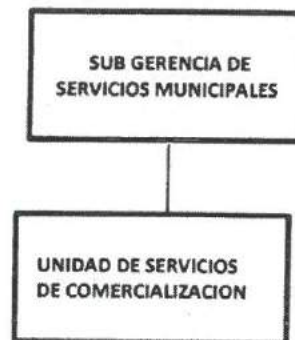 SUB GERENCIA DE
SERVICIOS MUNICIPALES
UNIDAD DE SERVICIOS
DE COMERCIALIZACION